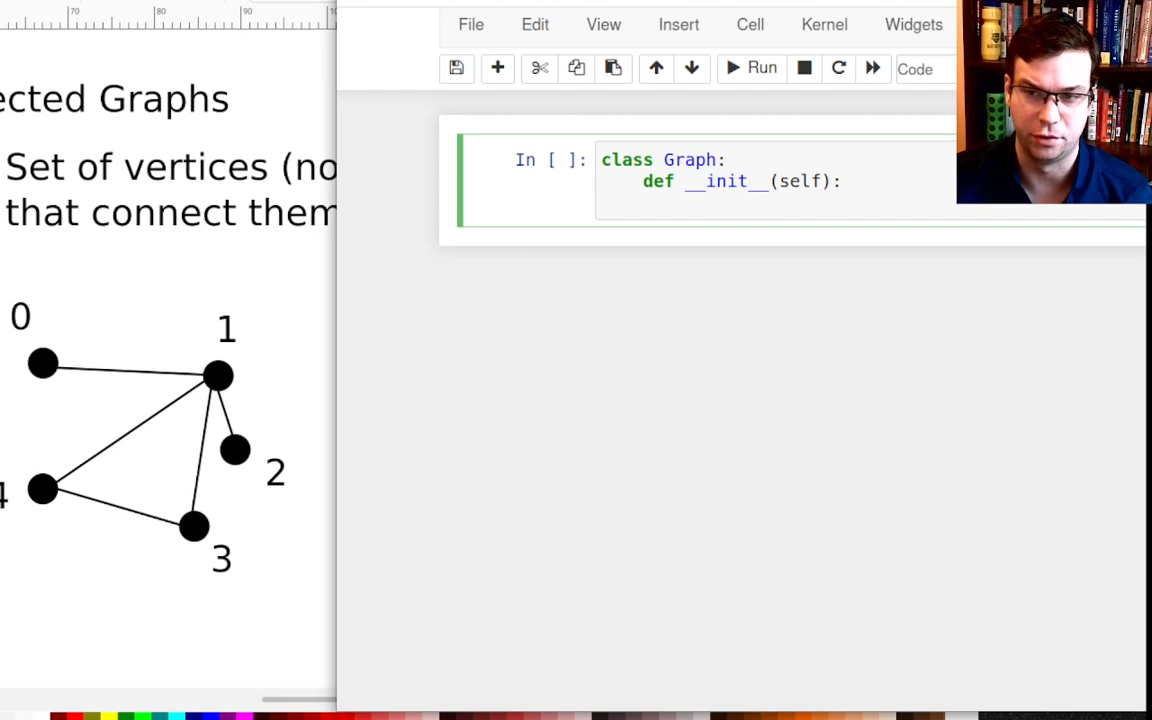 70
80
90
10
ected Graphs
Set of vertices (no
that connect them
0
1
2
4
3
File Edit View Insert Cell Kernel Widgets
Run Code
In [ ]: class Graph:
def __init__(self):